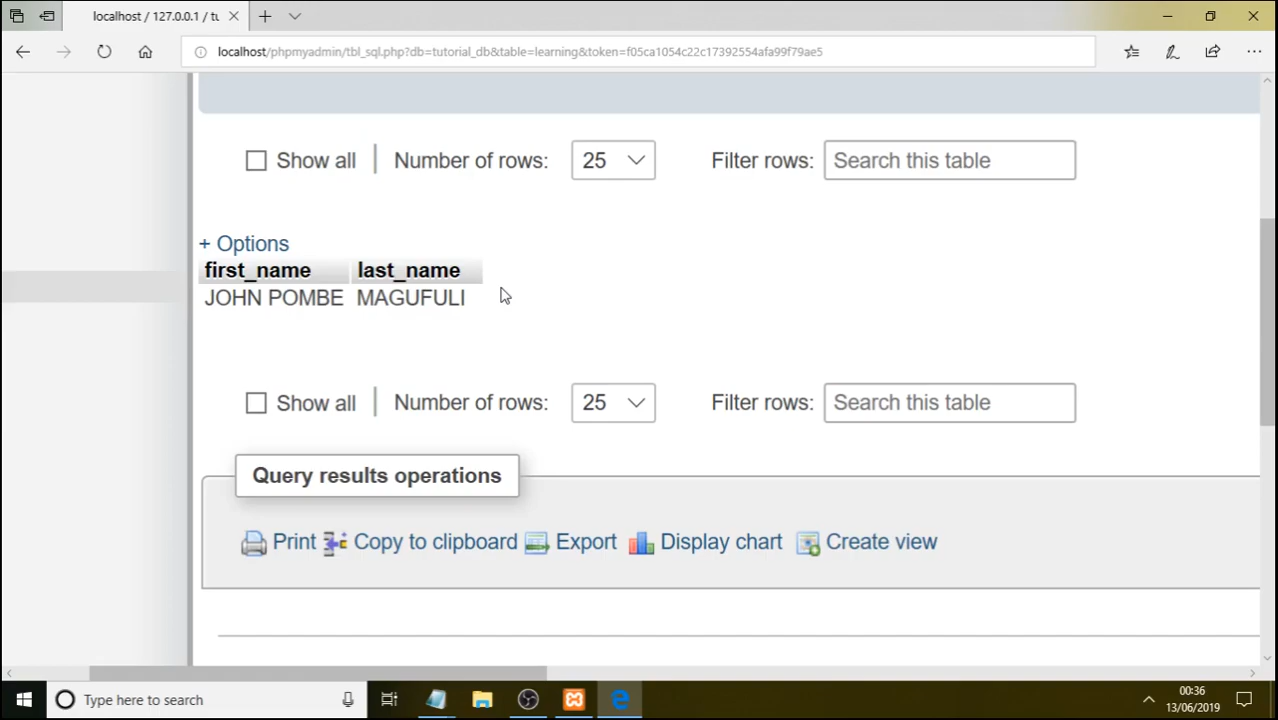 localhost / 127.0.0.1 / tu
localhost/phpmyadmin/tbl_sql.php?db=tutorial_db&table=learning&token=f05ca1054c22c17392554afa99f79ae5
Show all Number of rows: 25 Filter rows: Search this table
+ Options
first_name last_name
JOHN POMBE MAGUFULI
Show all Number of rows: 25 Filter rows: Search this table
Query results operations
Print Copy to clipboard Export Display chart Create view
Type here to search
00:36
13/06/2019